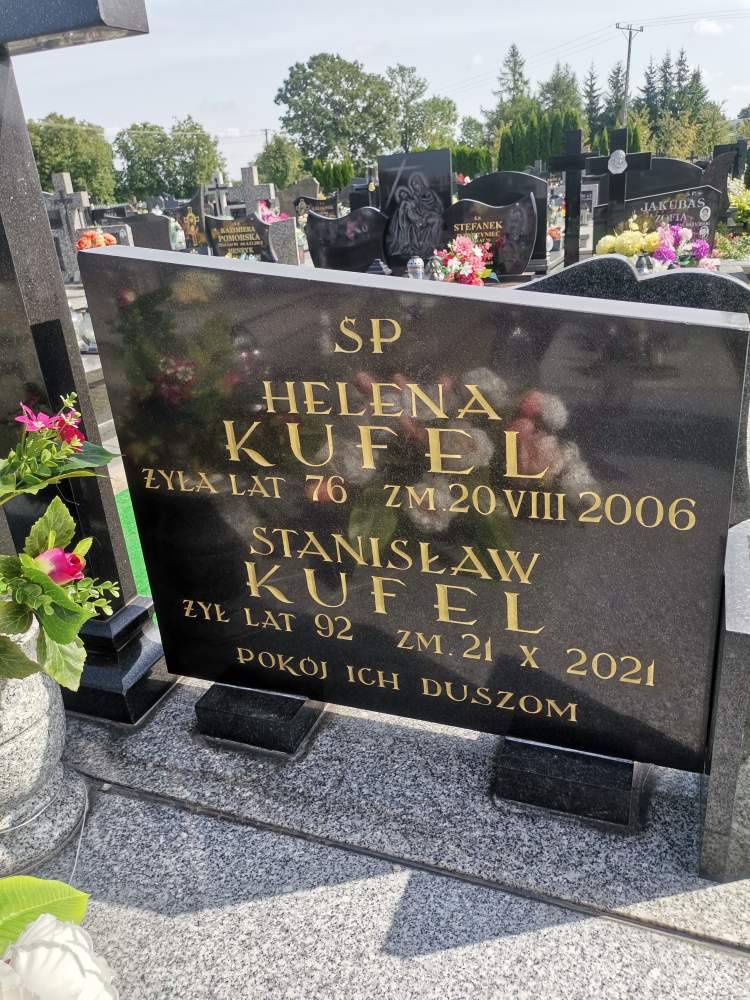 ŚP
HELENA
KUFEL
ŻYŁA LAT 76 ZM. 20 VIII 2006
STANISŁAW
KUFEL
ŻYŁ LAT 92 ZM. 21 X 2021
POKÓJ ICH DUSZOM
KAZIMIERA
POMORSKA
STEFANEK
JAKUBAS
ZOFIA